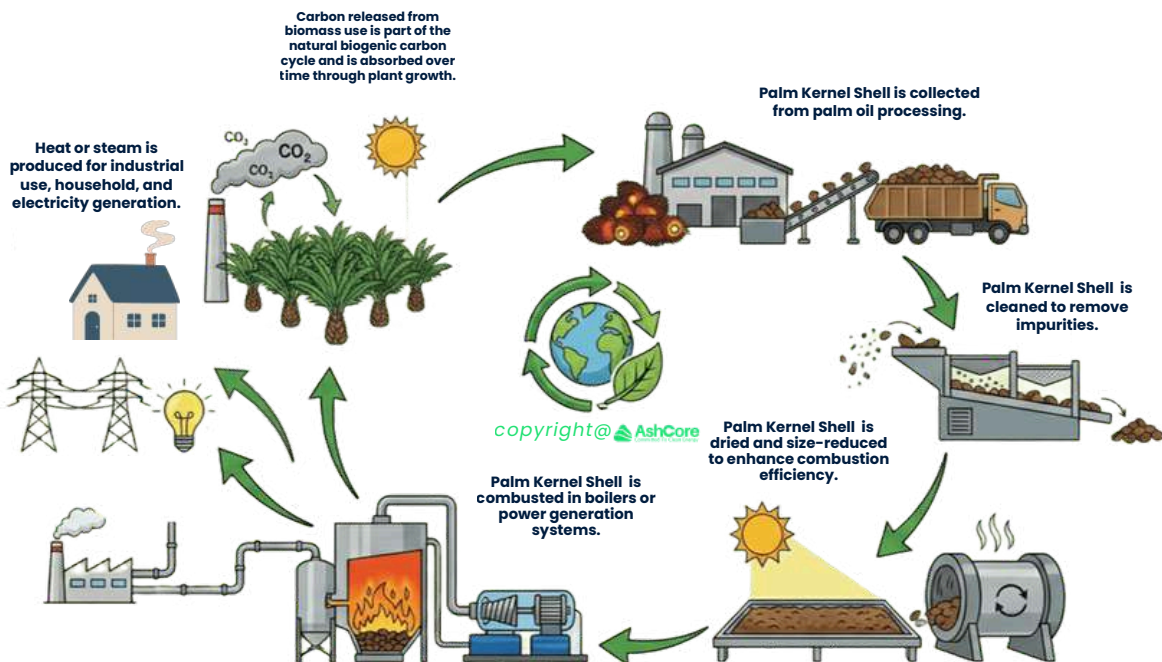 Carbon released from
biomass use is part of the
natural biogenic carbon
cycle and is absorbed over
time through plant growth.
Palm Kernel Shell is collected
from palm oil processing.
Heat or steam is
produced for industrial
use, household, and
electricity generation.
CO₂
CO₂
CO₂
Palm Kernel Shell is
cleaned to remove
impurities.
copyright@ AshCore
Palm Kernel Shell is
dried and size-reduced
to enhance combustion
efficiency.
Palm Kernel Shell is
combusted in boilers or
power generation
systems.